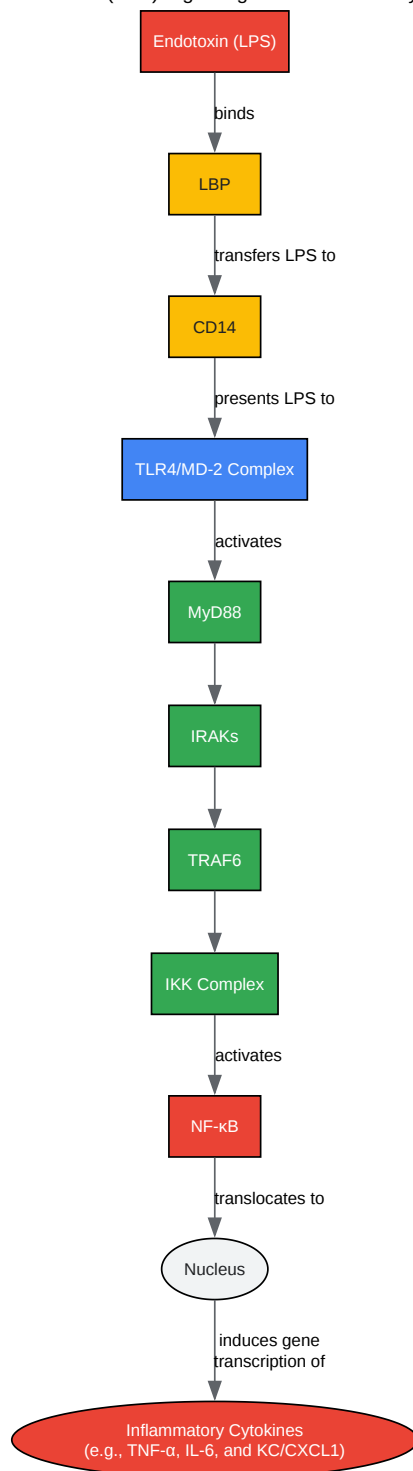 Endotoxin (LPS)
binds
LBP
transfers LPS to
CD14
presents LPS to
TLR4/MD-2 Complex
activates
MyD88
IRAKs
TRAF6
IKK Complex
activates
NF-κB
translocates to
Nucleus
induces gene
transcription of
Inflammatory Cytokines
(e.g., TNF-α, IL-6, and KC/CXCL1)